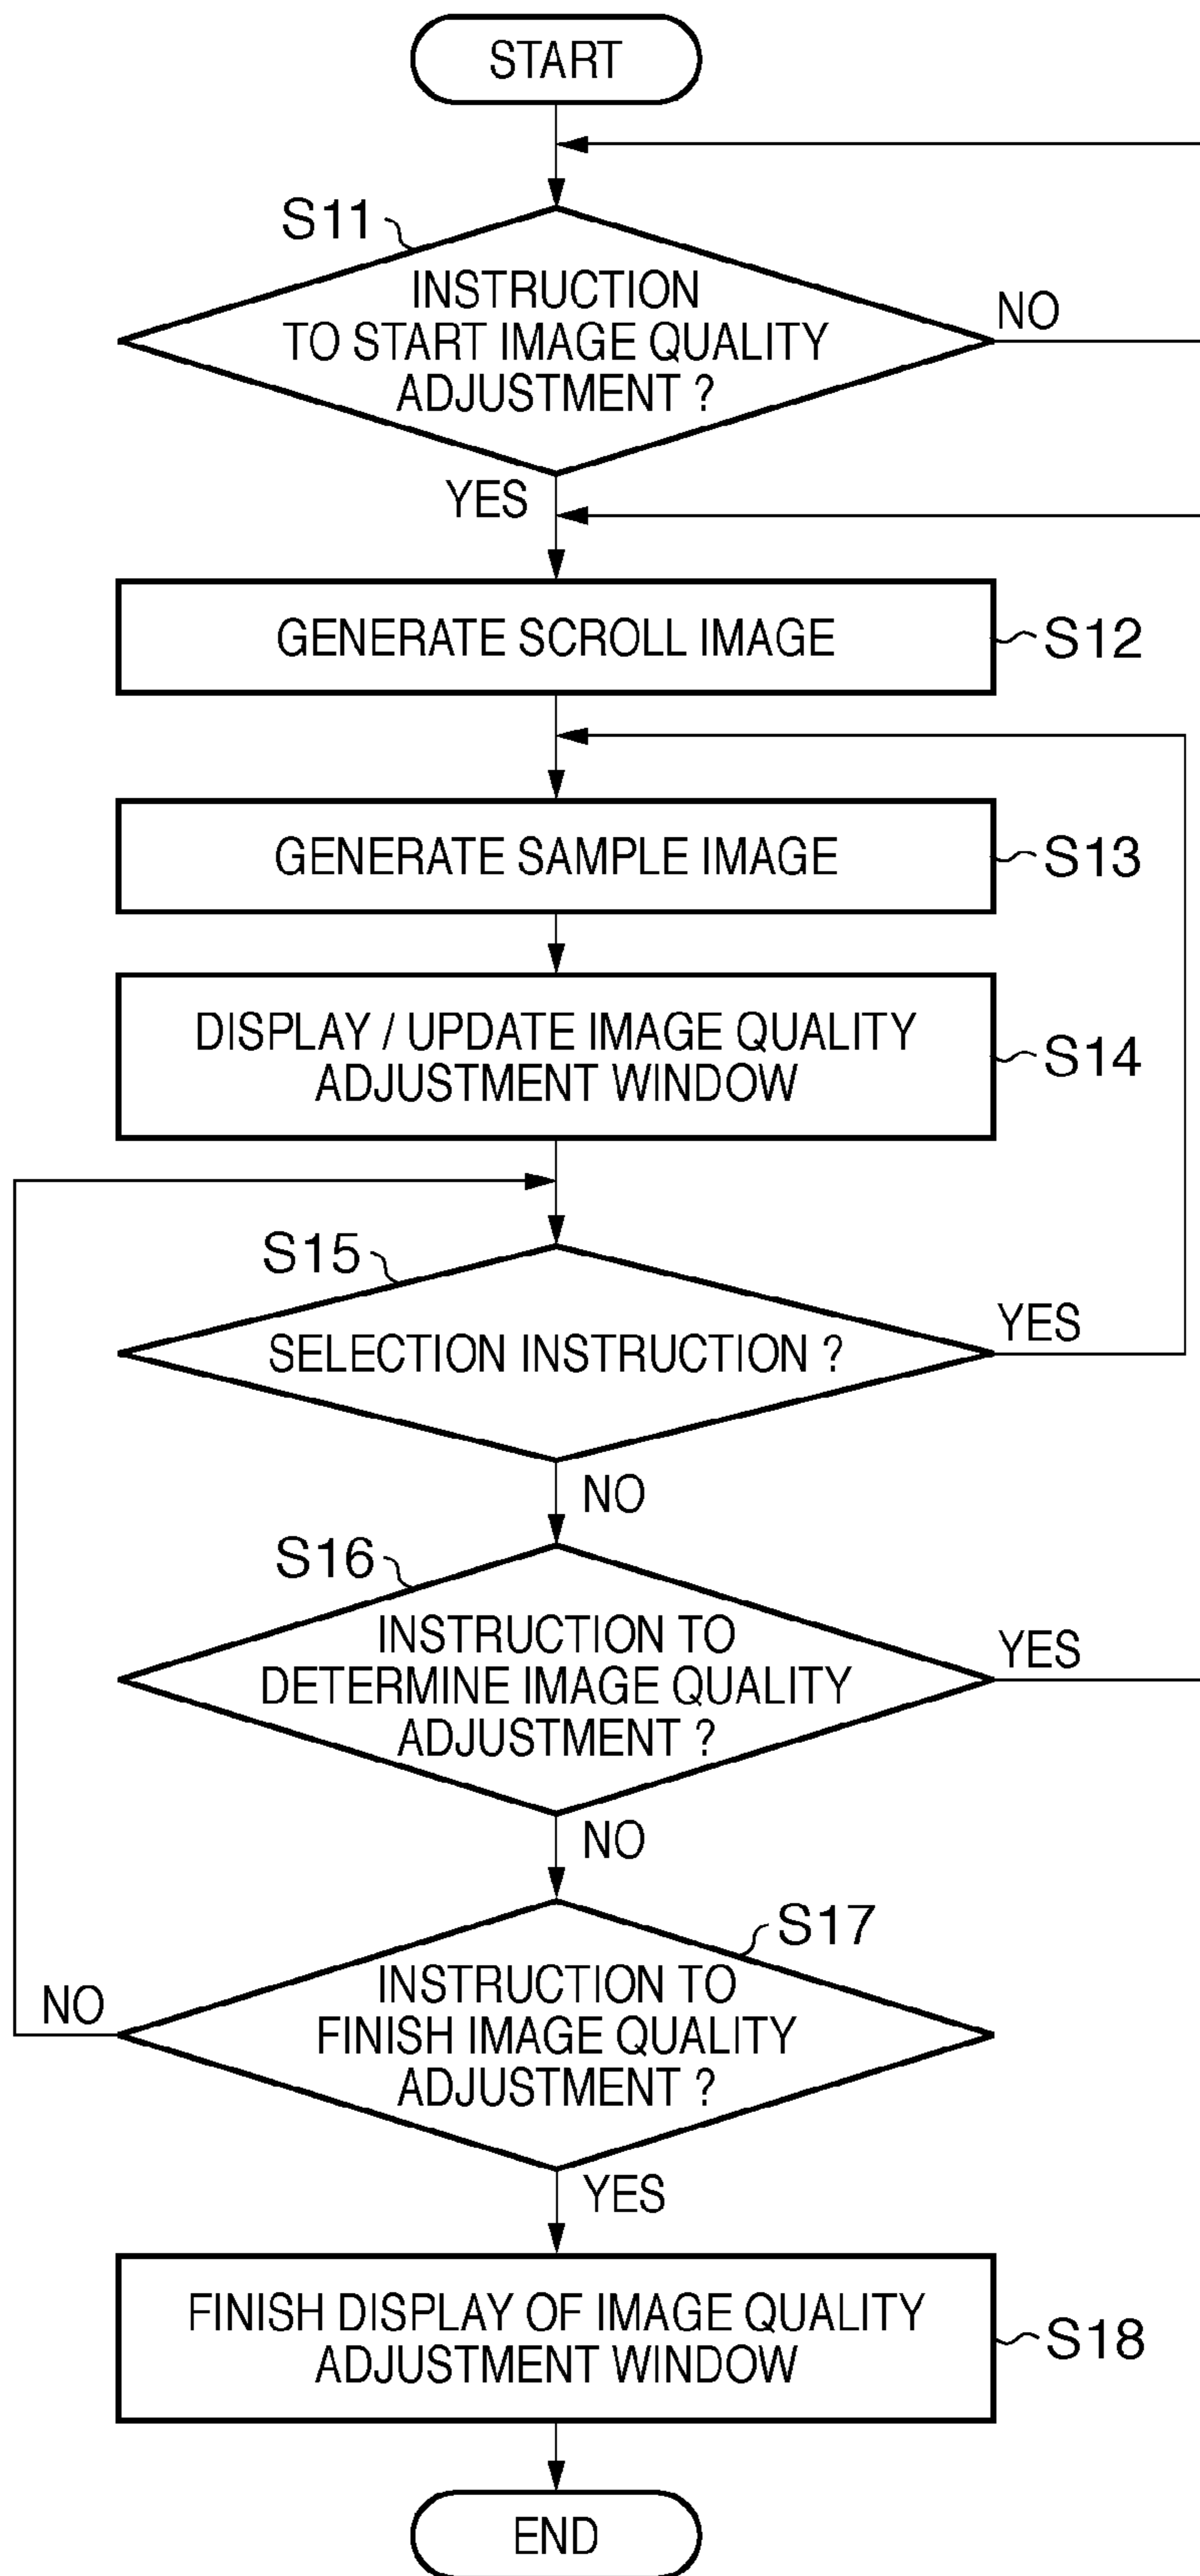 START
S11
INSTRUCTION
TO START IMAGE QUALITY
ADJUSTMENT ?
NO
YES
GENERATE SCROLL IMAGE
S12
GENERATE SAMPLE IMAGE
S13
DISPLAY / UPDATE IMAGE QUALITY
ADJUSTMENT WINDOW
S14
S15
SELECTION INSTRUCTION ?
YES
NO
S16
INSTRUCTION TO
DETERMINE IMAGE QUALITY
ADJUSTMENT ?
YES
NO
S17
INSTRUCTION TO
FINISH IMAGE QUALITY
ADJUSTMENT ?
NO
YES
FINISH DISPLAY OF IMAGE QUALITY
ADJUSTMENT WINDOW
S18
END